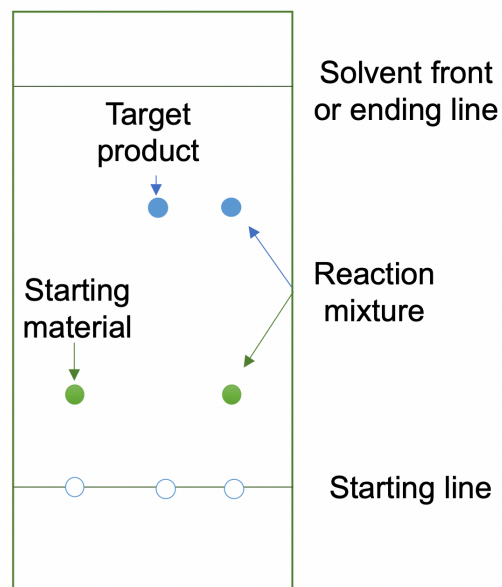 Solvent front
or ending line
Target
product
Reaction
mixture
Starting
material
Starting line